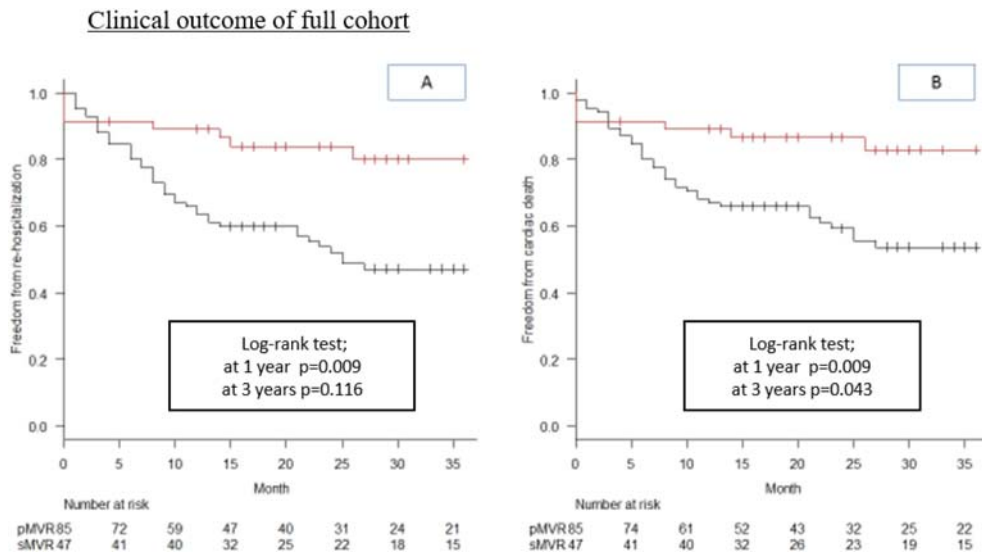 Clinical outcome of full cohort
A
Freedom from re-hospitalization
1.0
0.8
0.6
0.4
0.2
0.0
Log-rank test;
at 1 year p=0.009
at 3 years p=0.116
0 5 10 15 20 25 30 35
Month
Number at risk
pMVR 85 72 59 47 40 31 24 21
sMVR 47 41 40 32 25 22 18 15
B
Freedom from cardiac death
1.0
0.8
0.6
0.4
0.2
0.0
Log-rank test;
at 1 year p=0.009
at 3 years p=0.043
0 5 10 15 20 25 30 35
Month
Number at risk
pMVR 85 74 61 52 43 32 25 22
sMVR 47 41 40 32 26 23 19 15